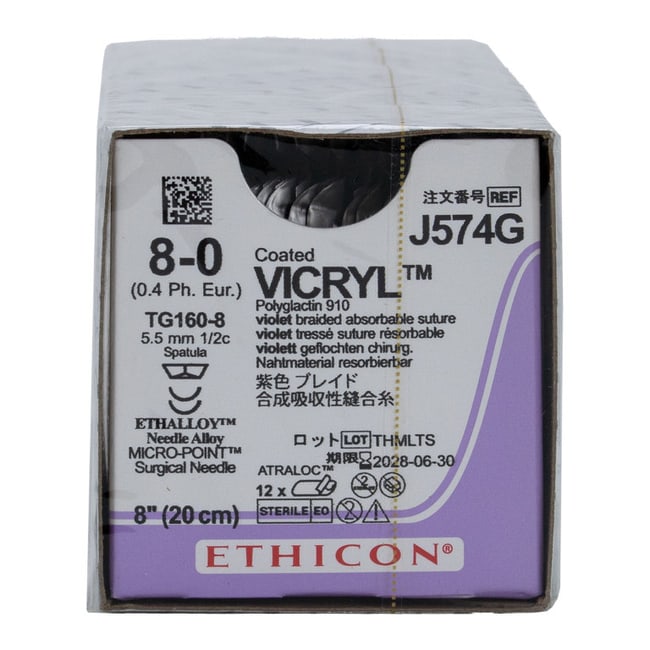 注文番号 REF
J574G
8-0
(0.4 Ph. Eur.)
TG160-8
5.5 mm 1/2c
Spatula
ETHALLOY™
Needle Alloy
MICRO-POINT™
Surgical Needle
8" (20 cm)
Coated
VICRYL™
Polyglactin 910
violet braided absorbable suture
violet tressé suture résorbable
violett geflochten chirurg.
Nahtmaterial resorbierbar
紫色 ブレイド
合成吸収性縫合糸
ロット LOT THMLTS
期限 2028-06-30
ATRALOC™
12 x
STERILE EO
ETHICON®